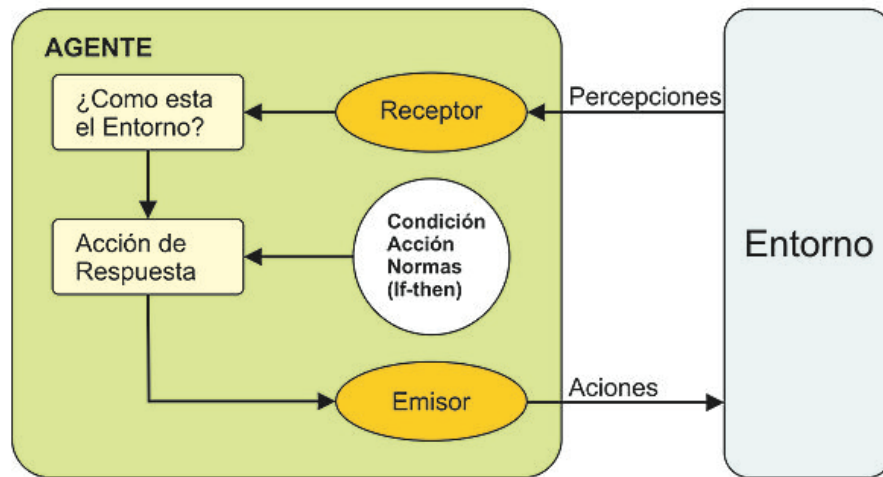 AGENTE
¿Como esta
el Entorno?
Receptor
Percepciones
Acción de
Respuesta
Condición
Acción
Normas
(If-then)
Entorno
Emisor
Aciones